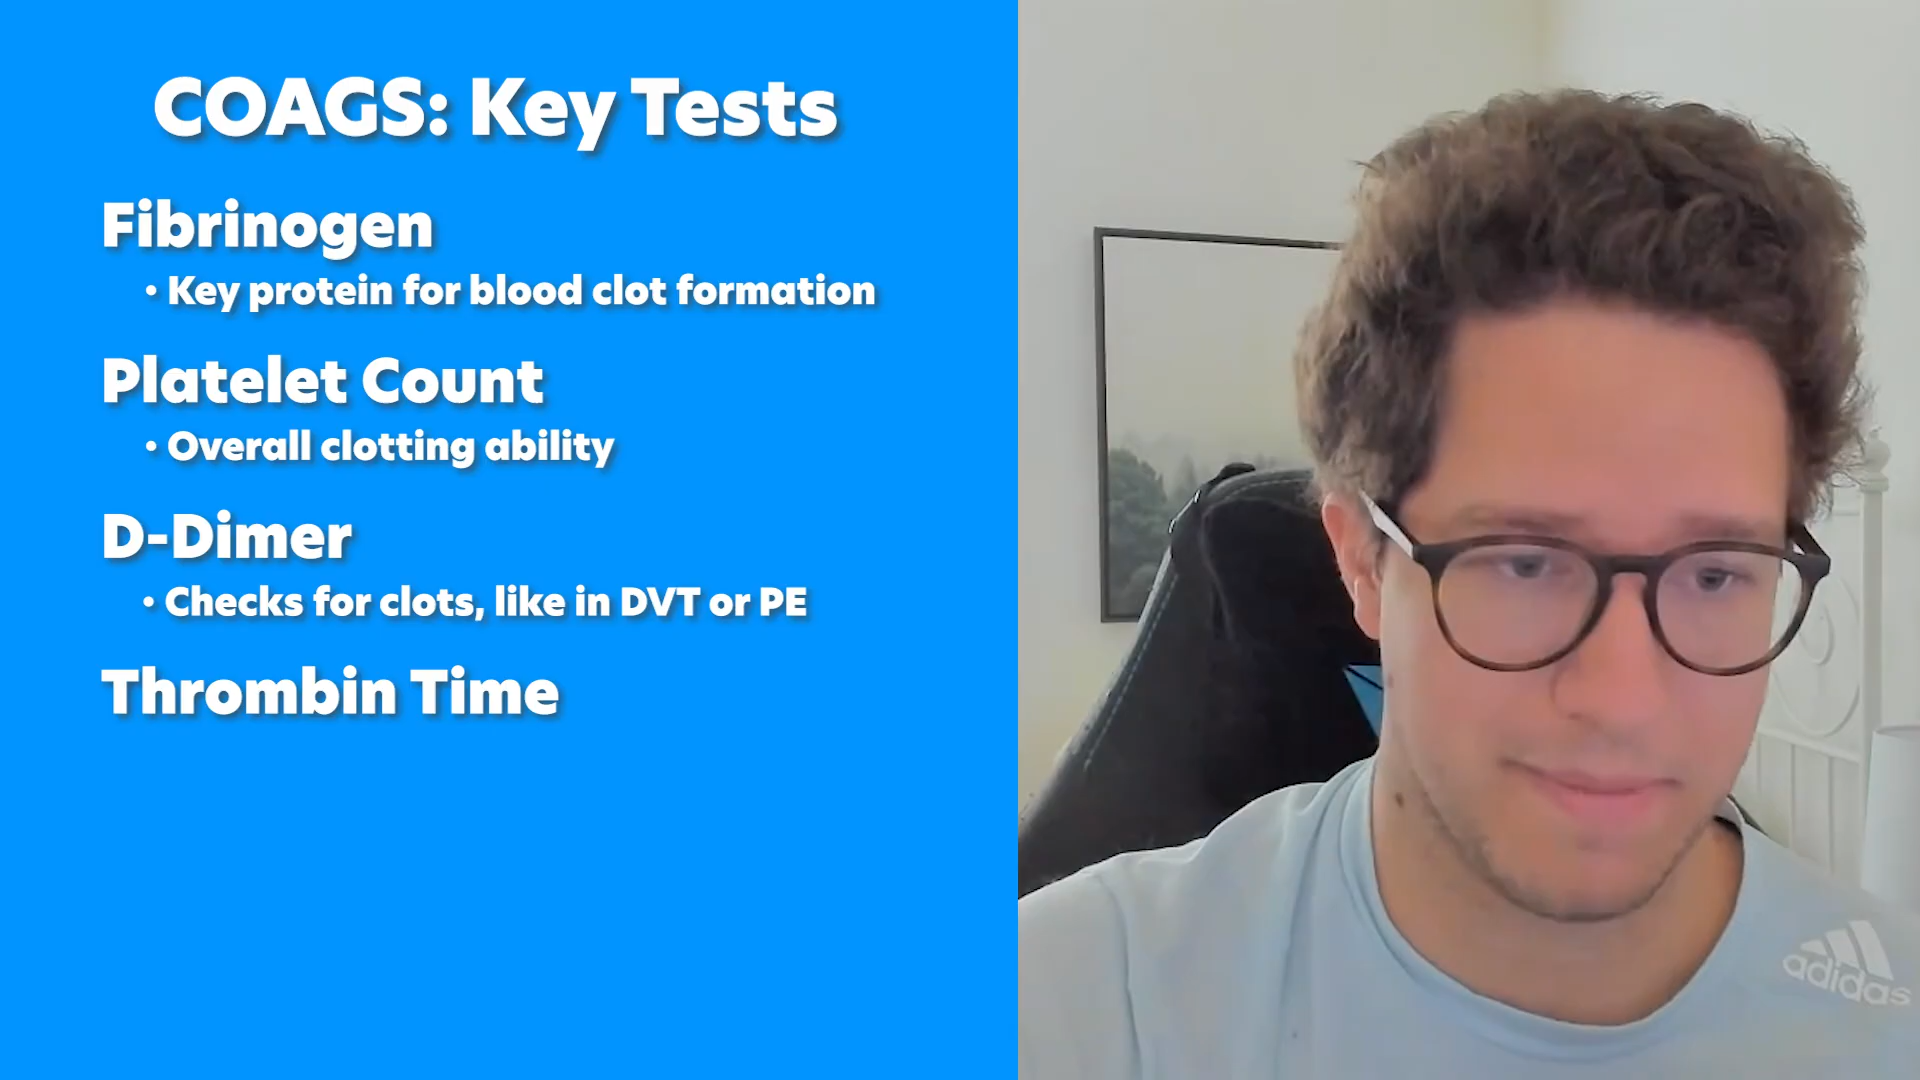 COAGS: Key Tests
Fibrinogen
• Key protein for blood clot formation
Platelet Count
• Overall clotting ability
D-Dimer
• Checks for clots, like in DVT or PE
Thrombin Time
adidas